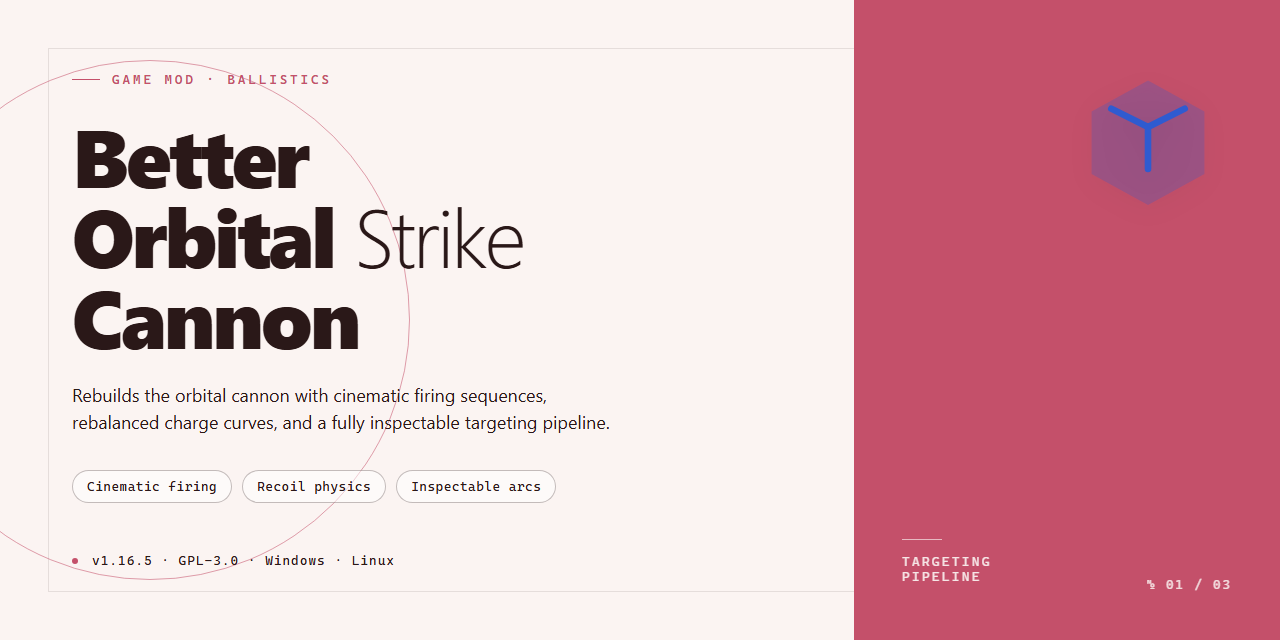 GAME MOD · BALLISTICS
Better
Orbital Strike
Cannon
Rebuilds the orbital cannon with cinematic firing sequences,
rebalanced charge curves, and a fully inspectable targeting pipeline.
Cinematic firing
Recoil physics
Inspectable arcs
v1.16.5 · GPL-3.0 · Windows · Linux
TARGETING
PIPELINE
01 / 03